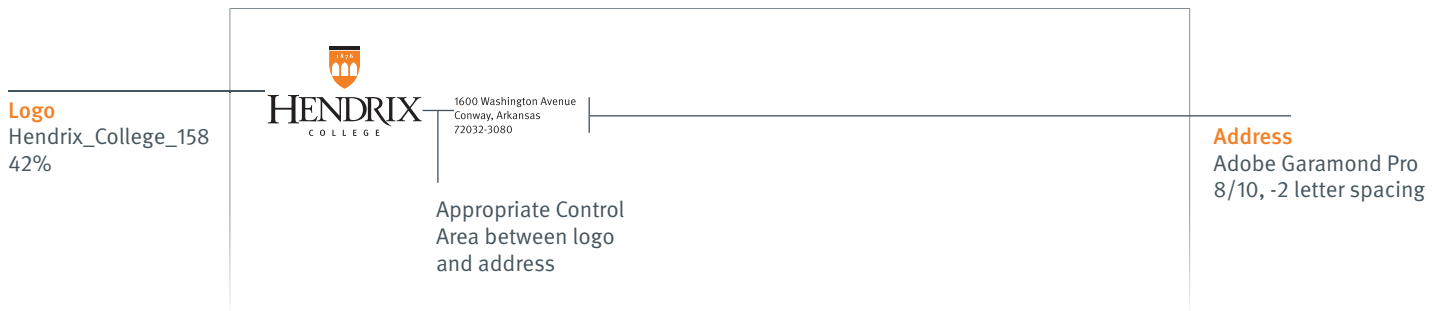 1876
HENDRIX
COLLEGE
1600 Washington Avenue
Conway, Arkansas
72032-3080
Logo
Hendrix_College_158
42%
Address
Adobe Garamond Pro
8/10, -2 letter spacing
Appropriate Control
Area between logo
and address